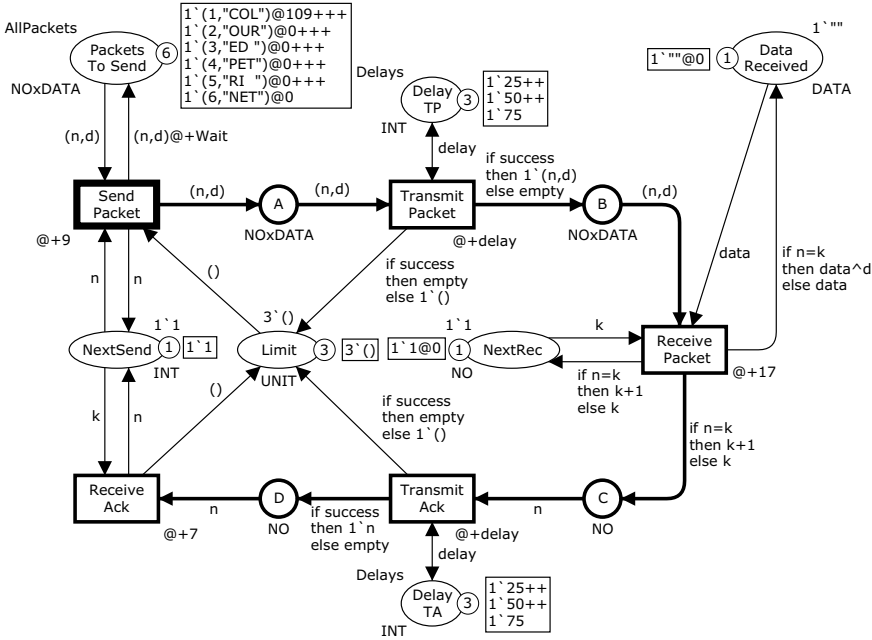 AllPackets
Packets
To Send
6
1`(1,"COL")@109+++
1`(2,"OUR")@0+++
1`(3,"ED ")@0+++
1`(4,"PET")@0+++
1`(5,"RI  ")@0+++
1`(6,"NET")@0
NOxDATA
1`""
1`""@0
1
Data
Received
DATA
Delays
Delay
TP
3
1`25++
1`50++
1`75
INT
delay
(n,d)
(n,d)@+Wait
Send
Packet
@+9
(n,d)
A
NOxDATA
(n,d)
Transmit
Packet
@+delay
if success
then 1`(n,d)
else empty
B
NOxDATA
(n,d)
data
if n=k
then data^d
else data
n
n
()
if success
then empty
else 1`()
1`1
NextSend
1
1`1
INT
3`()
Limit
3
3`()
UNIT
1`1
1`1@0
1
NextRec
NO
k
if n=k
then k+1
else k
Receive
Packet
@+17
k
n
()
if success
then empty
else 1`()
if n=k
then k+1
else k
Receive
Ack
@+7
n
D
NO
if success
then 1`n
else empty
Transmit
Ack
@+delay
n
C
NO
delay
Delays
Delay
TA
3
1`25++
1`50++
1`75
INT